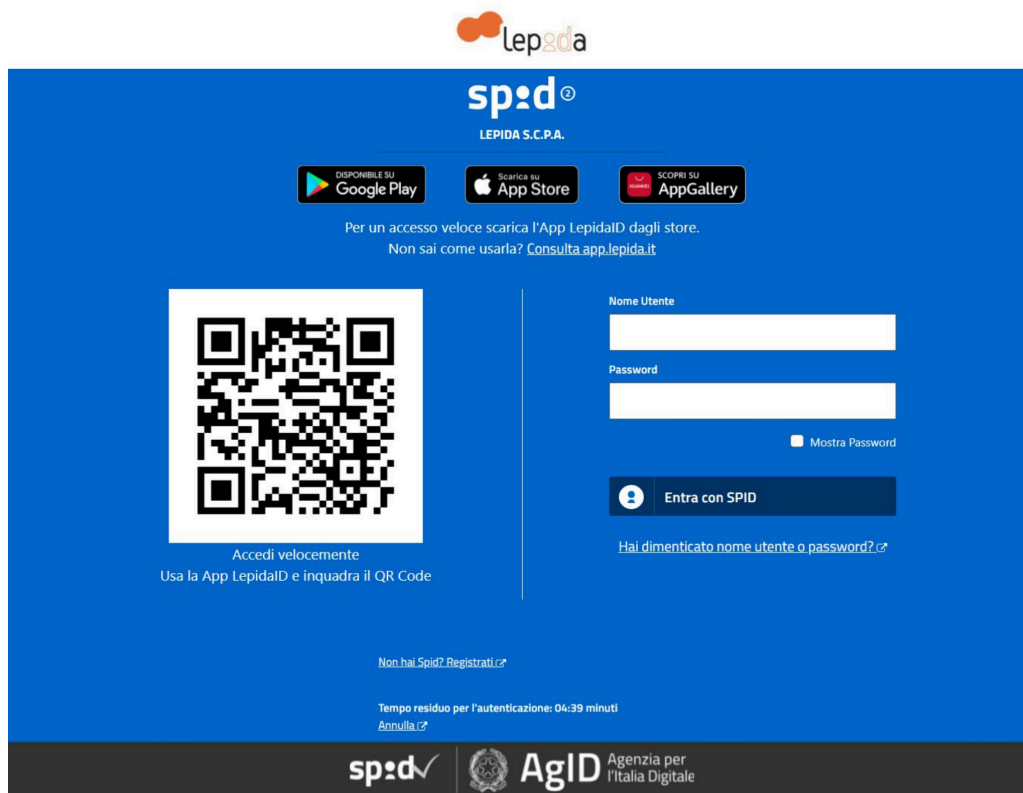 lepida
spid 2
LEPIDA S.C.P.A.
DISPONIBILE SU
Google Play
Scarica su
App Store
HUAWEI
SCOPRI SU
AppGallery
Per un accesso veloce scarica l'App LepidaID dagli store.
Non sai come usarla? Consulta app.lepida.it
Accedi velocemente
Usa la App LepidaID e inquadra il QR Code
Nome Utente
Password
Mostra Password
Entra con SPID
Hai dimenticato nome utente o password?
Non hai Spid? Registrati
Tempo residuo per l'autenticazione: 04:39 minuti
Annulla
spid
AgID
Agenzia per
l'Italia Digitale